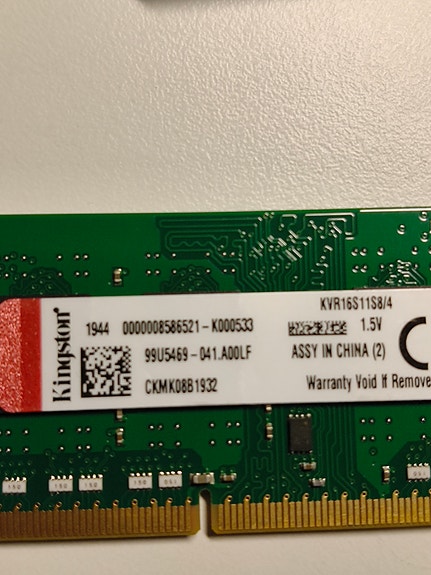 Kingston
KVR16S11S8/4
1944 0000008586521-K000533
1.5V
99U5469-041.A00LF
ASSY IN CHINA (2)
CKMK08B1932
Warranty Void If Remove